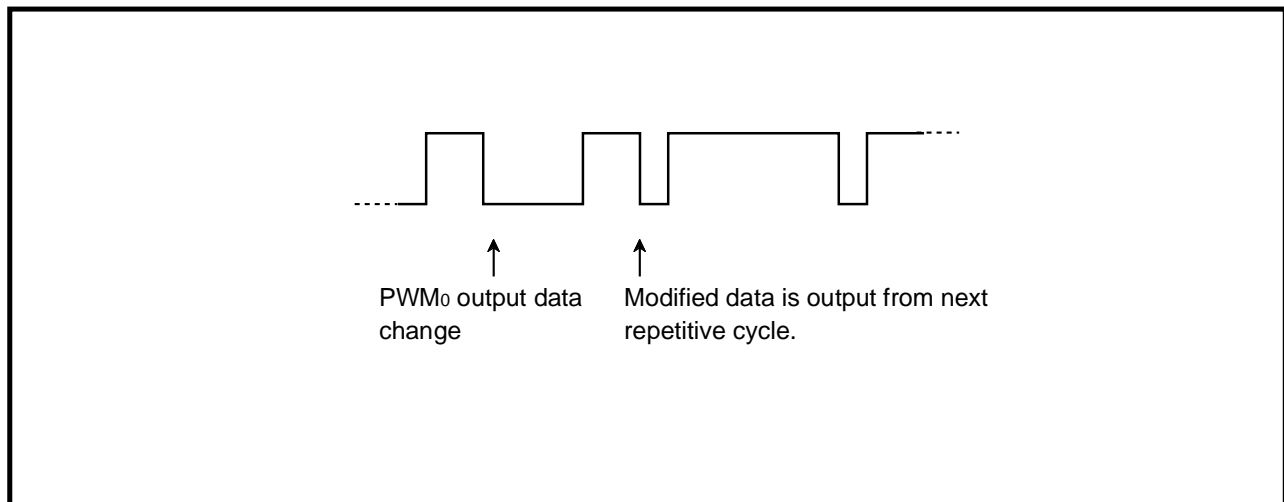 PWM0 output data
change
Modified data is output from next
repetitive cycle.